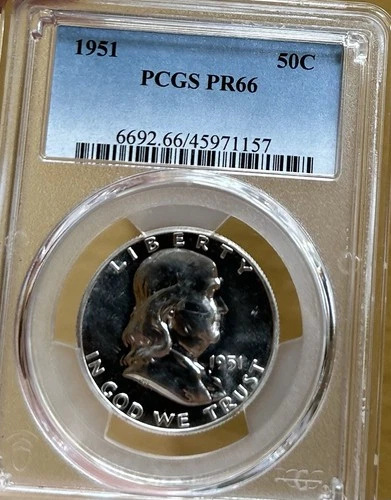 1951 50C
PCGS PR66
6692.66/45971157
LIBERTY
1951
IN GOD WE TRUST